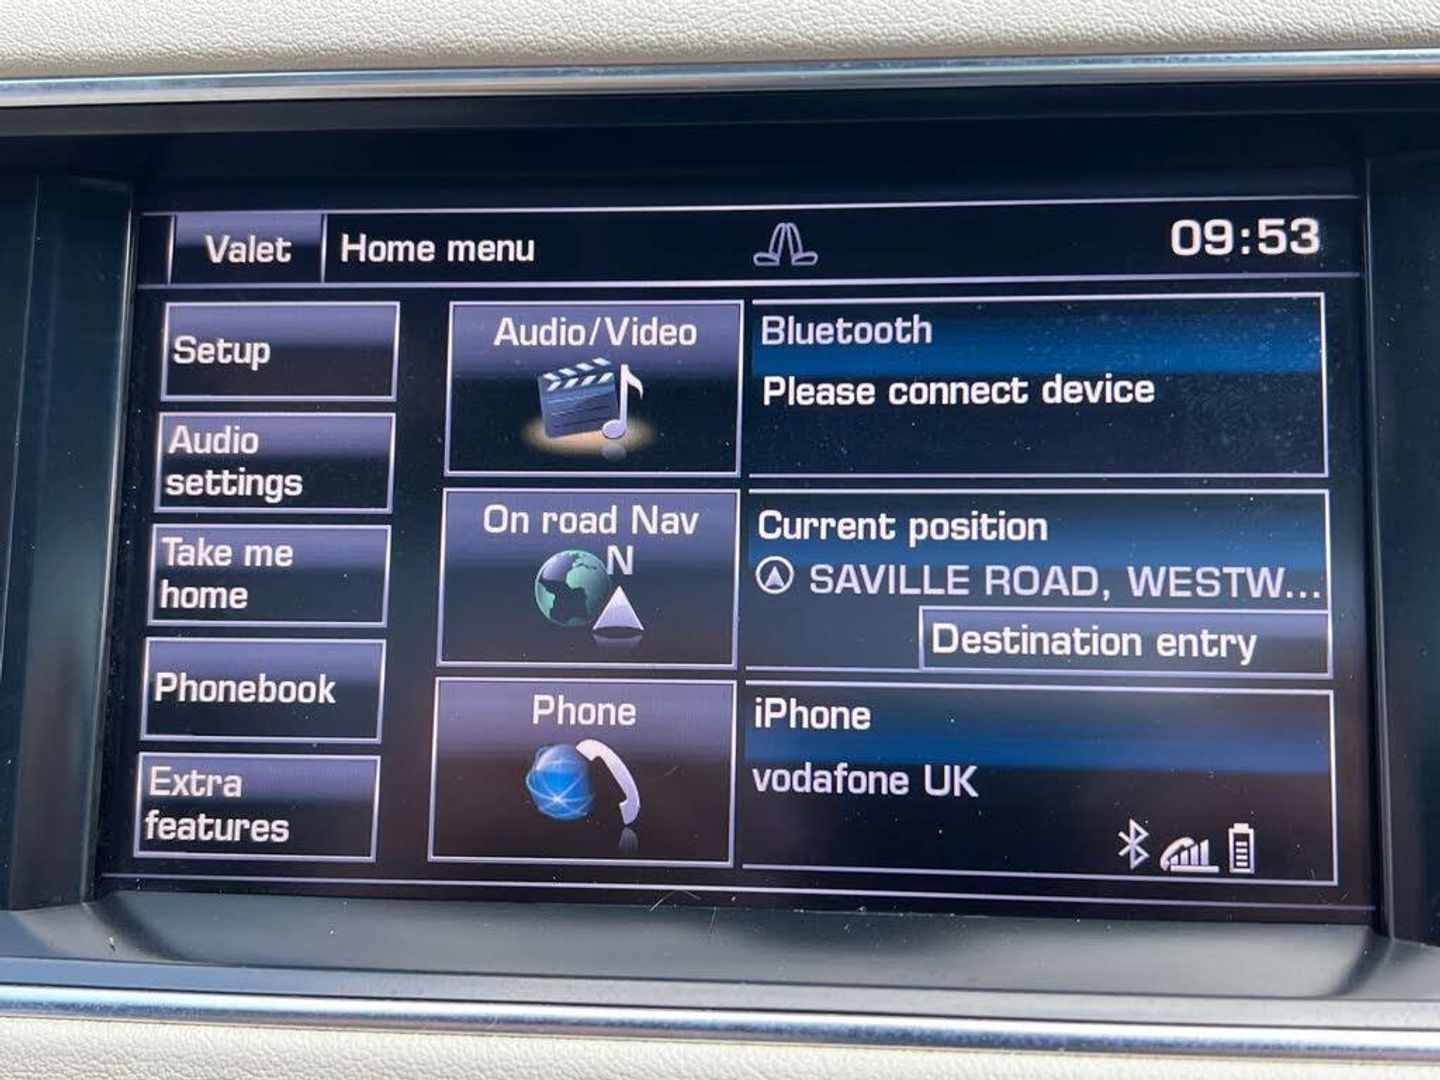 Valet
Home menu
09:53
Setup
Audio
settings
Take me
home
Phonebook
Extra
features
Audio/Video
On road Nav
N
Phone
Bluetooth
Please connect device
Current position
SAVILLE ROAD, WESTW...
Destination entry
iPhone
vodafone UK